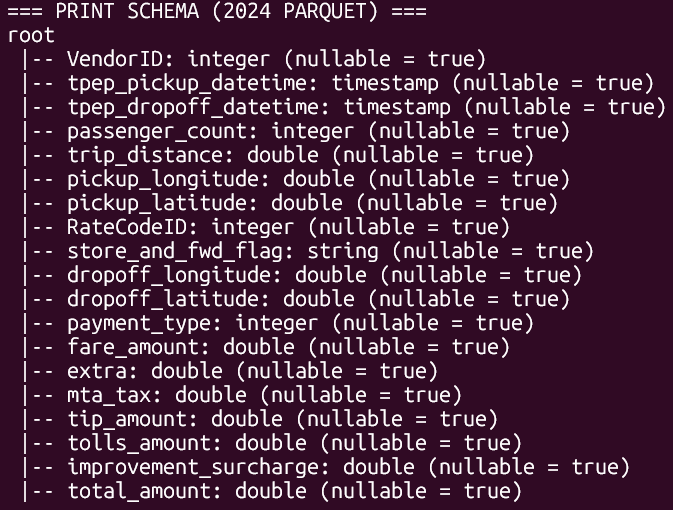 === PRINT SCHEMA (2024 PARQUET) ===
root
 |-- VendorID: integer (nullable = true)
 |-- tpep_pickup_datetime: timestamp (nullable = true)
 |-- tpep_dropoff_datetime: timestamp (nullable = true)
 |-- passenger_count: integer (nullable = true)
 |-- trip_distance: double (nullable = true)
 |-- pickup_longitude: double (nullable = true)
 |-- pickup_latitude: double (nullable = true)
 |-- RateCodeID: integer (nullable = true)
 |-- store_and_fwd_flag: string (nullable = true)
 |-- dropoff_longitude: double (nullable = true)
 |-- dropoff_latitude: double (nullable = true)
 |-- payment_type: integer (nullable = true)
 |-- fare_amount: double (nullable = true)
 |-- extra: double (nullable = true)
 |-- mta_tax: double (nullable = true)
 |-- tip_amount: double (nullable = true)
 |-- tolls_amount: double (nullable = true)
 |-- improvement_surcharge: double (nullable = true)
 |-- total_amount: double (nullable = true)